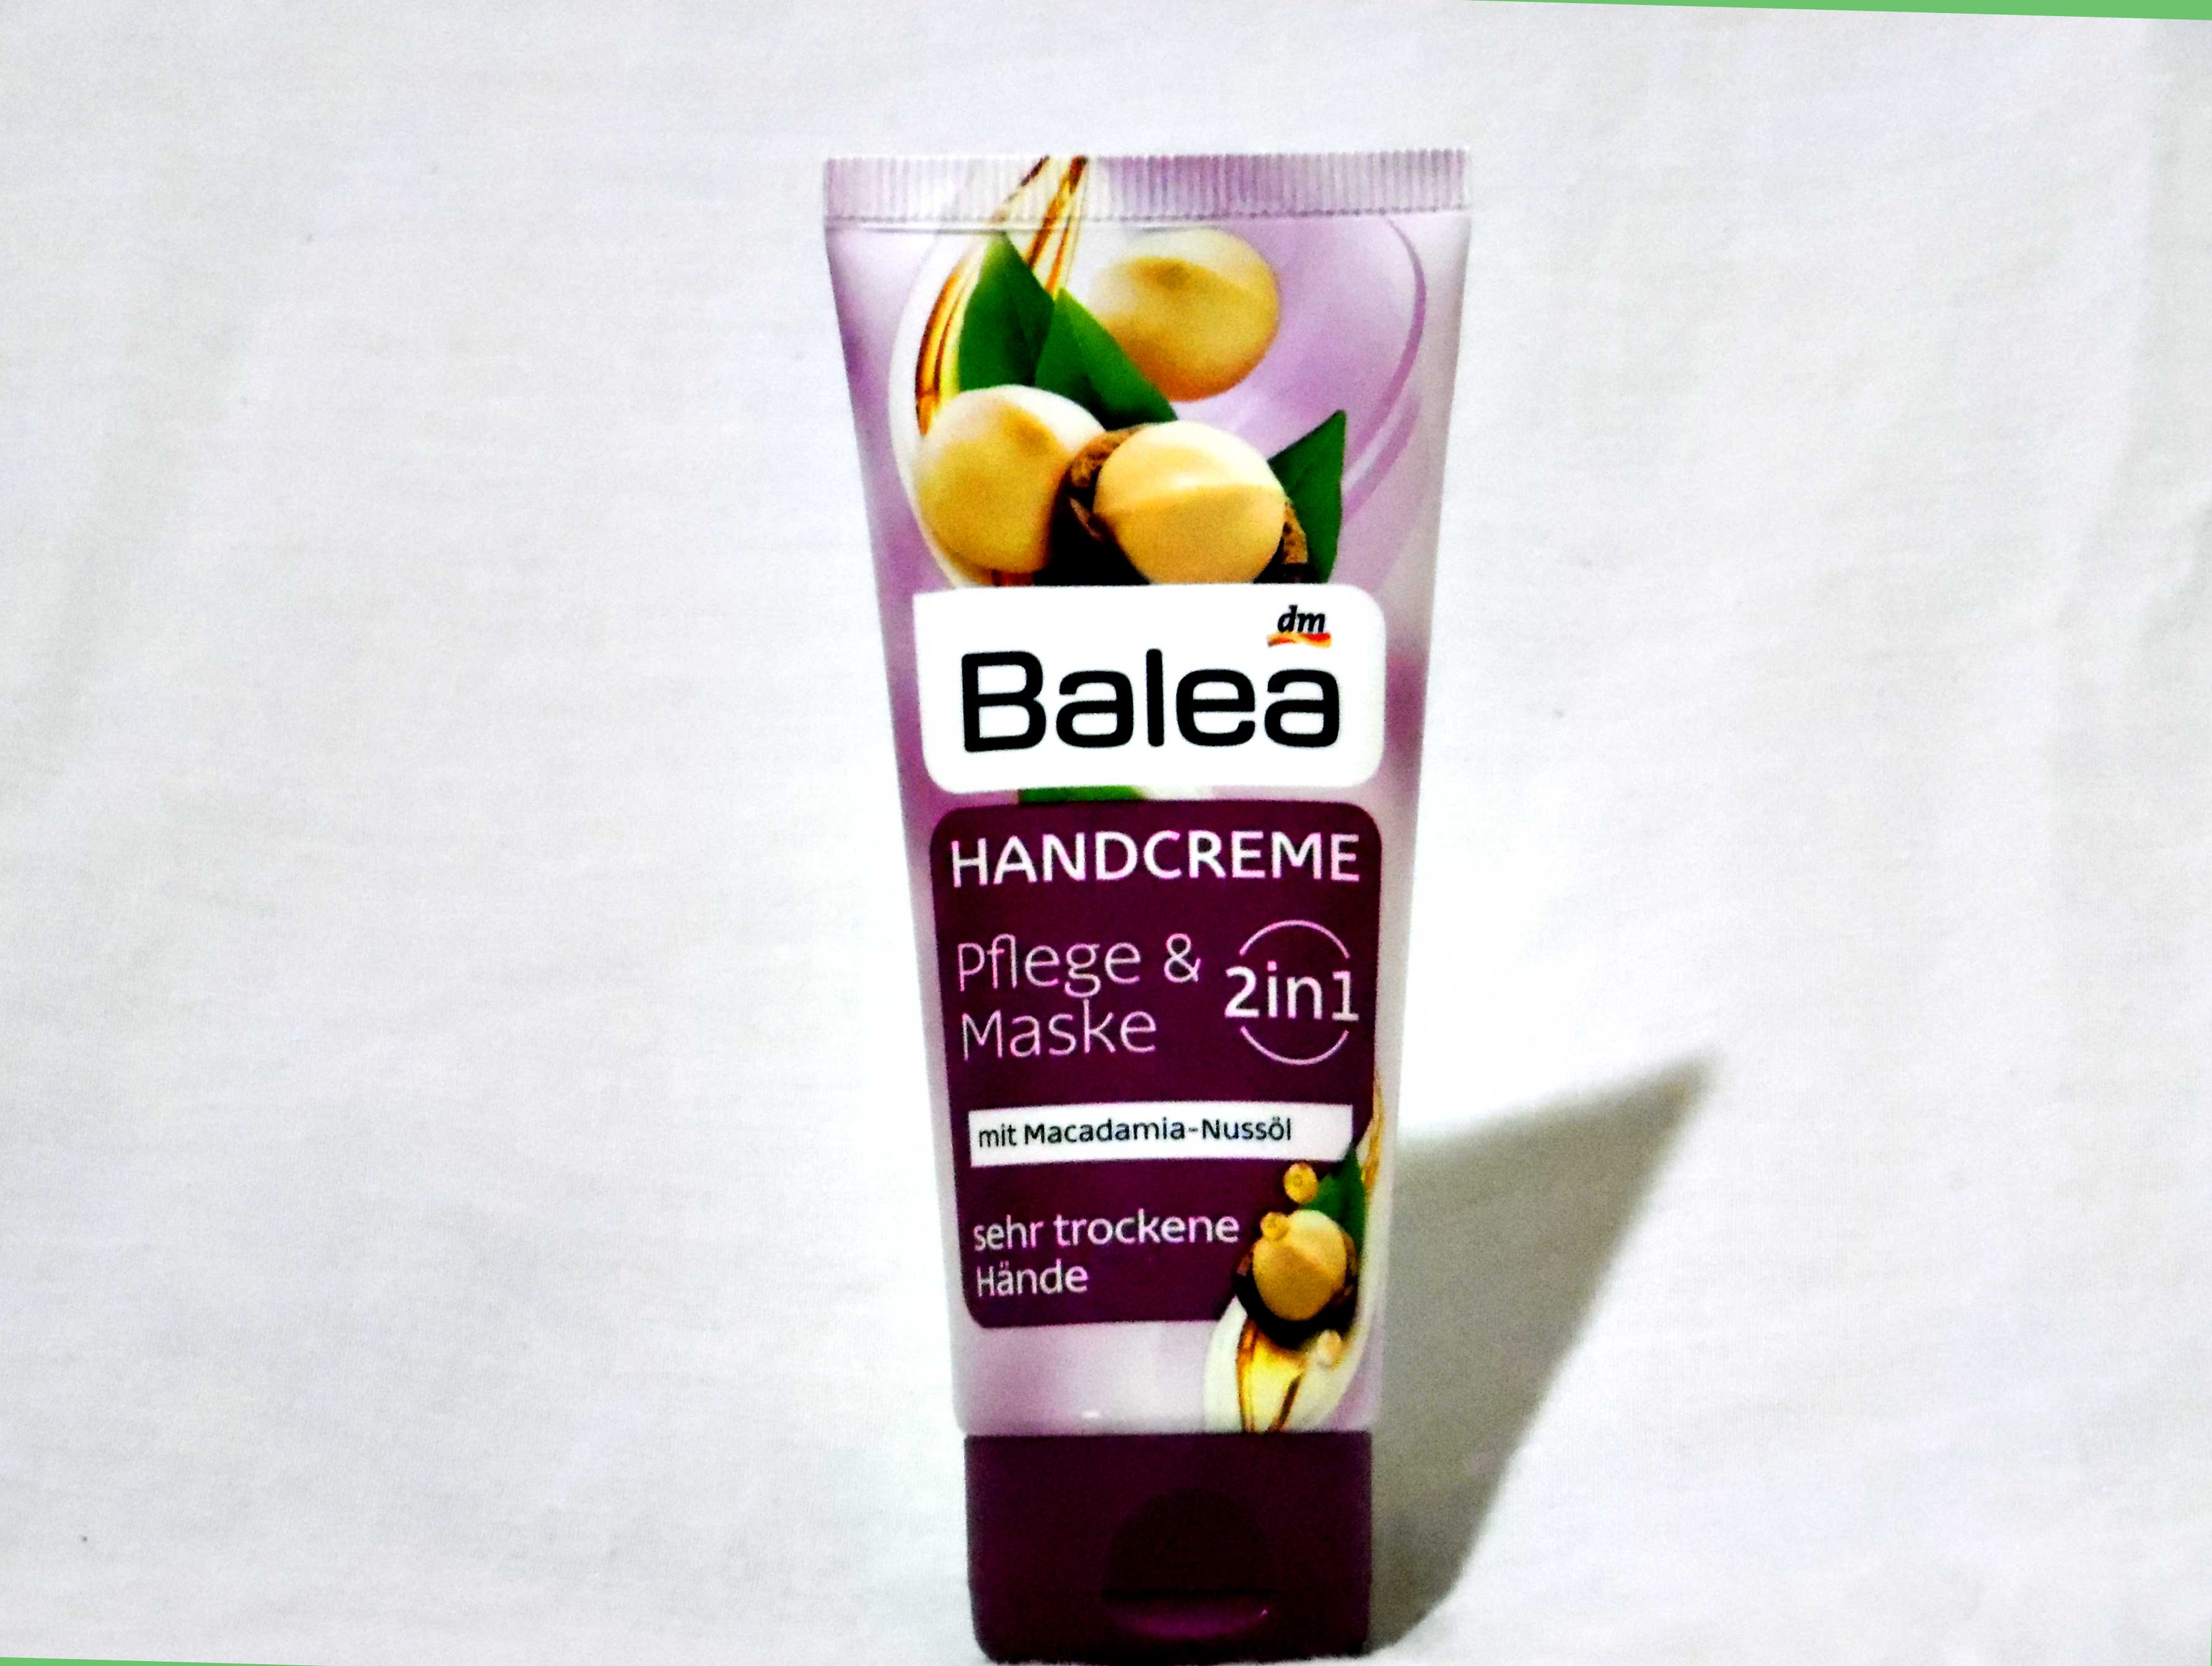 dm
Balea
HANDCREME
Pflege &
Maske
2in1
mit Macadamia-Nussöl
sehr trockene
Hände